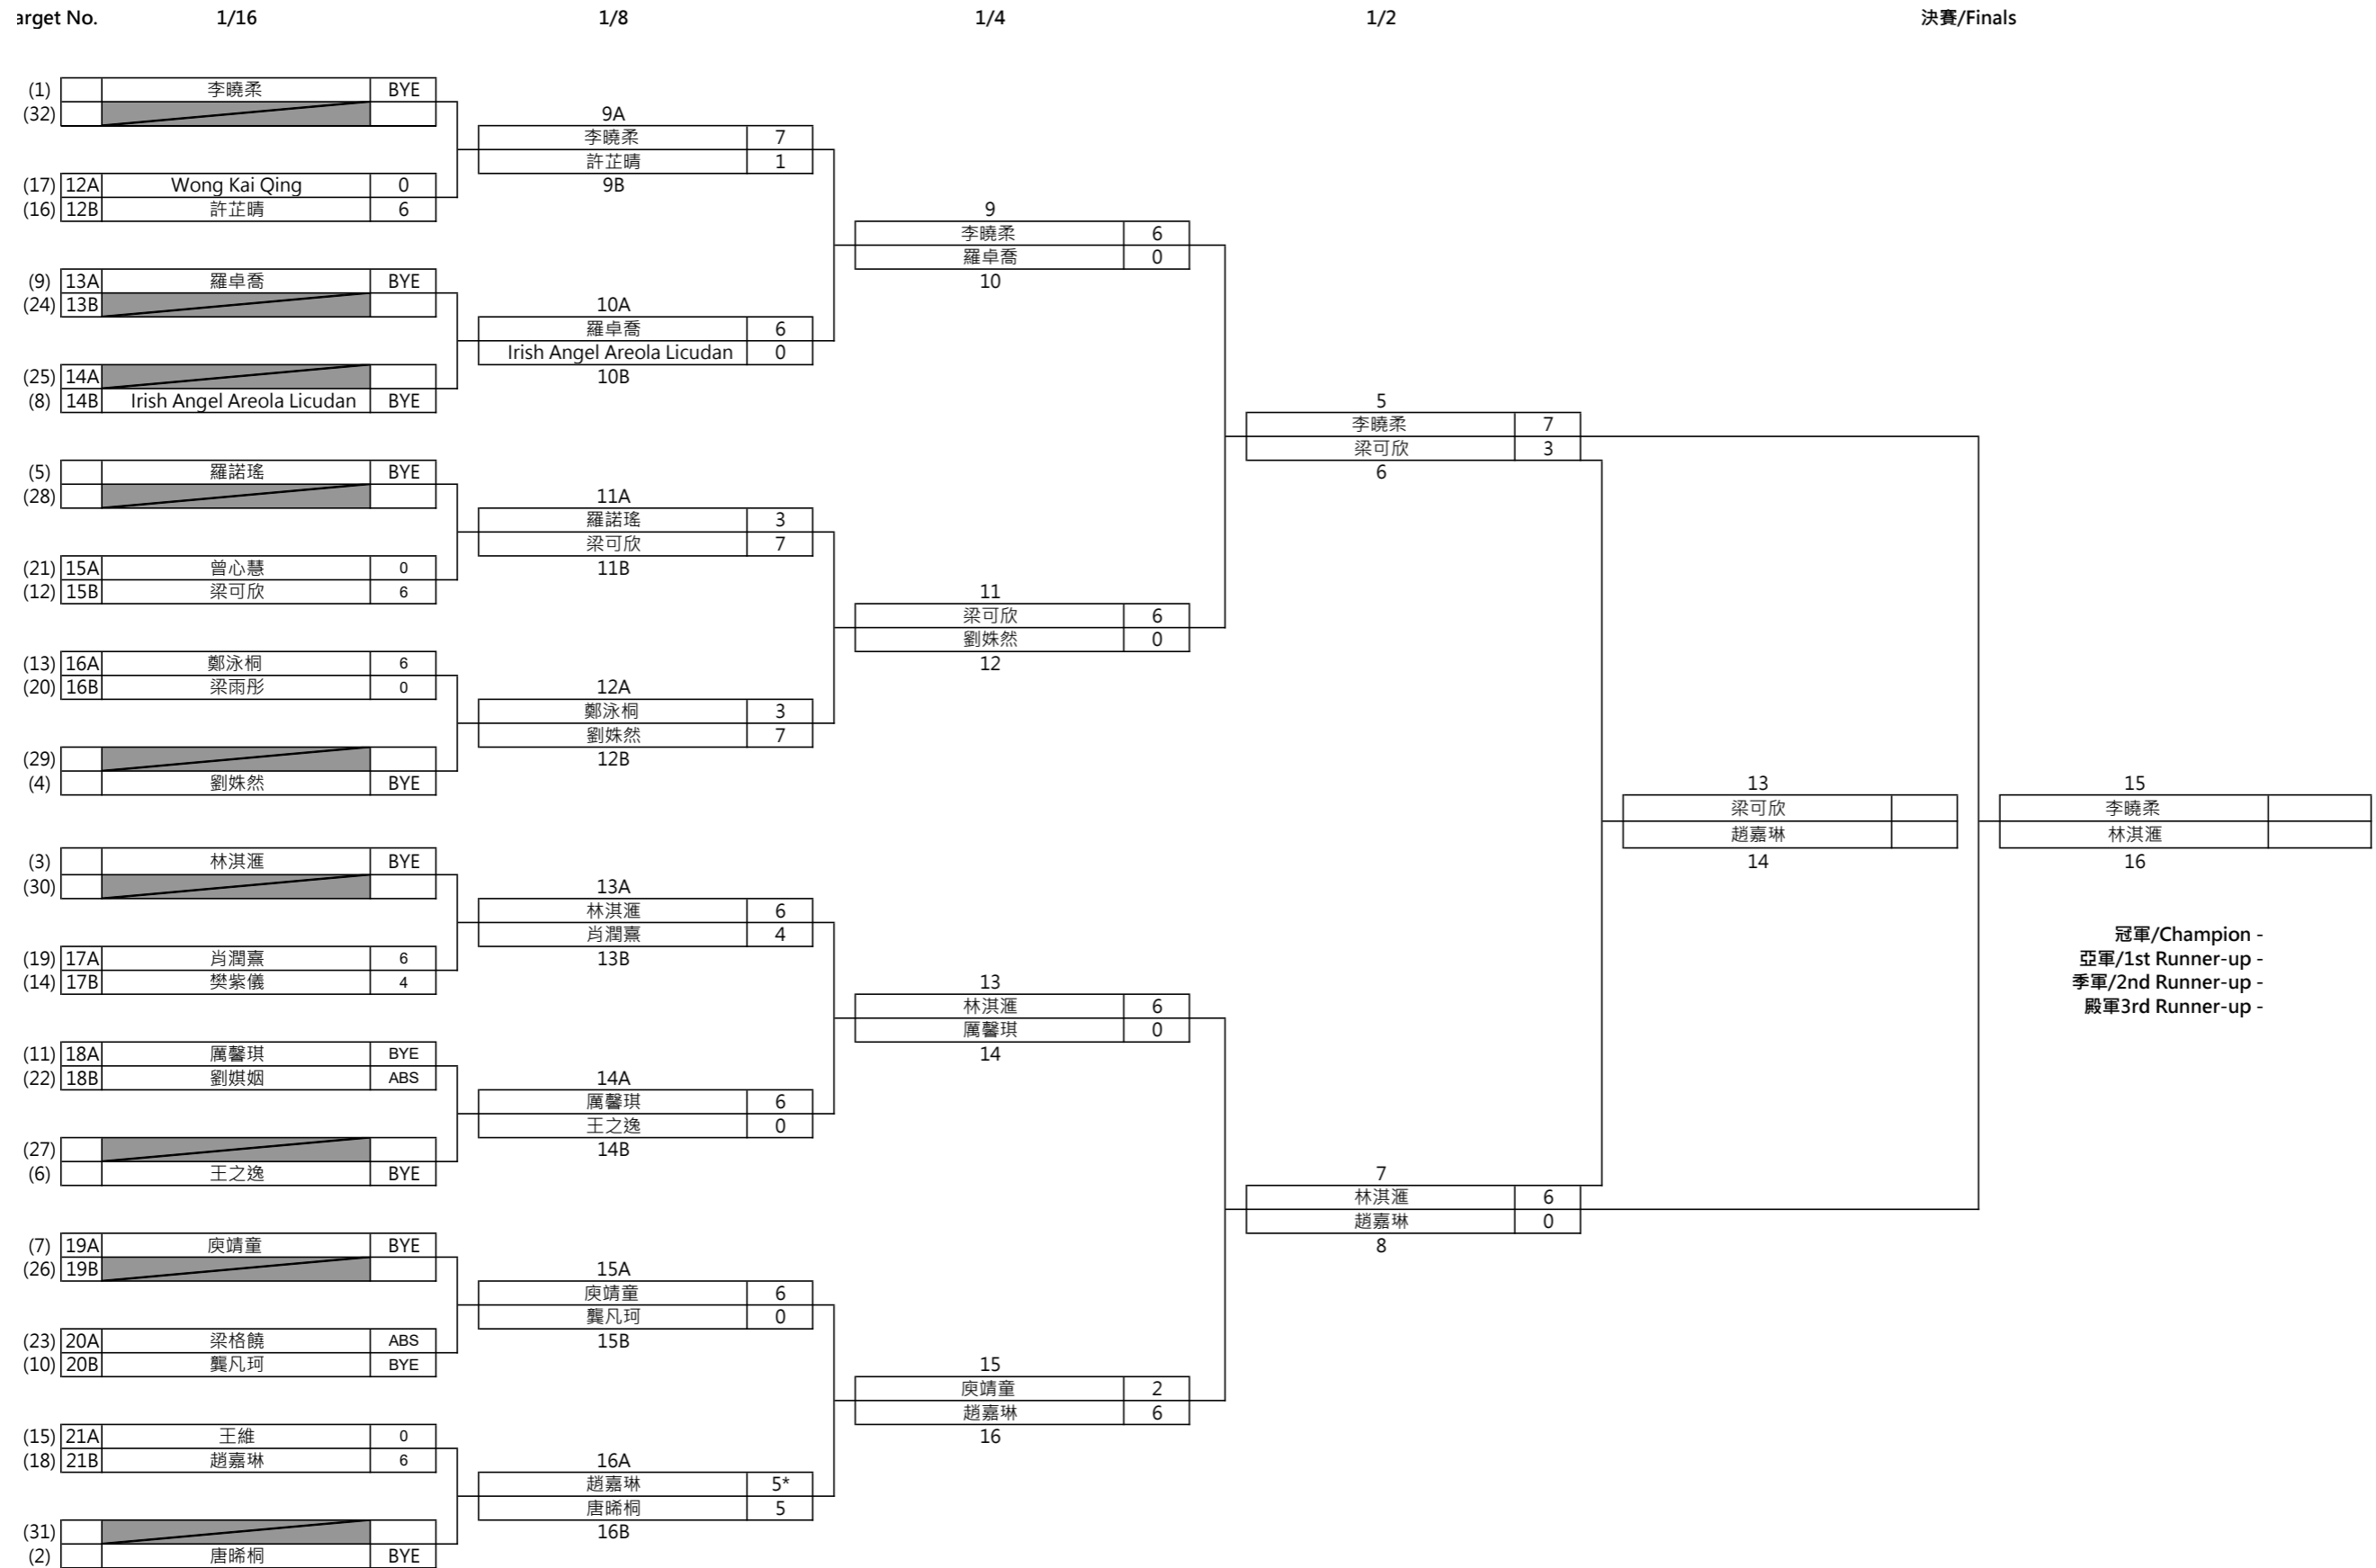 arget No. 1/16 1/8 1/4 1/2 決賽/Finals
(1) 李曉柔 BYE
(32)
9A
李曉柔 7
許芷晴 1
9B
(17) 12A Wong Kai Qing 0
(16) 12B 許芷晴 6
9
李曉柔 6
羅卓喬 0
10
(9) 13A 羅卓喬 BYE
(24) 13B
10A
羅卓喬 6
Irish Angel Areola Licudan 0
10B
(25) 14A
(8) 14B Irish Angel Areola Licudan BYE
5
李曉柔 7
梁可欣 3
6
(5) 羅諾瑤 BYE
(28)
11A
羅諾瑤 3
梁可欣 7
11B
(21) 15A 曾心慧 0
(12) 15B 梁可欣 6
11
梁可欣 6
劉姝然 0
12
(13) 16A 鄭泳桐 6
(20) 16B 梁雨彤 0
12A
鄭泳桐 3
劉姝然 7
12B
(29)
(4) 劉姝然 BYE
13
梁可欣
趙嘉琳
14
15
李曉柔
林淇滙
16
(3) 林淇滙 BYE
(30)
13A
林淇滙 6
肖潤熹 4
13B
冠軍/Champion -
亞軍/1st Runner-up -
季軍/2nd Runner-up -
殿軍3rd Runner-up -
(19) 17A 肖潤熹 6
(14) 17B 樊紫儀 4
13
林淇滙 6
厲馨琪 0
14
(11) 18A 厲馨琪 BYE
(22) 18B 劉娸姻 ABS
14A
厲馨琪 6
王之逸 0
14B
(27)
(6) 王之逸 BYE
7
林淇滙 6
趙嘉琳 0
8
(7) 19A 庾靖童 BYE
(26) 19B
15A
庾靖童 6
龔凡珂 0
15B
(23) 20A 梁格饒 ABS
(10) 20B 龔凡珂 BYE
15
庾靖童 2
趙嘉琳 6
16
(15) 21A 王維 0
(18) 21B 趙嘉琳 6
16A
趙嘉琳 5*
唐晞桐 5
16B
(31)
(2) 唐晞桐 BYE